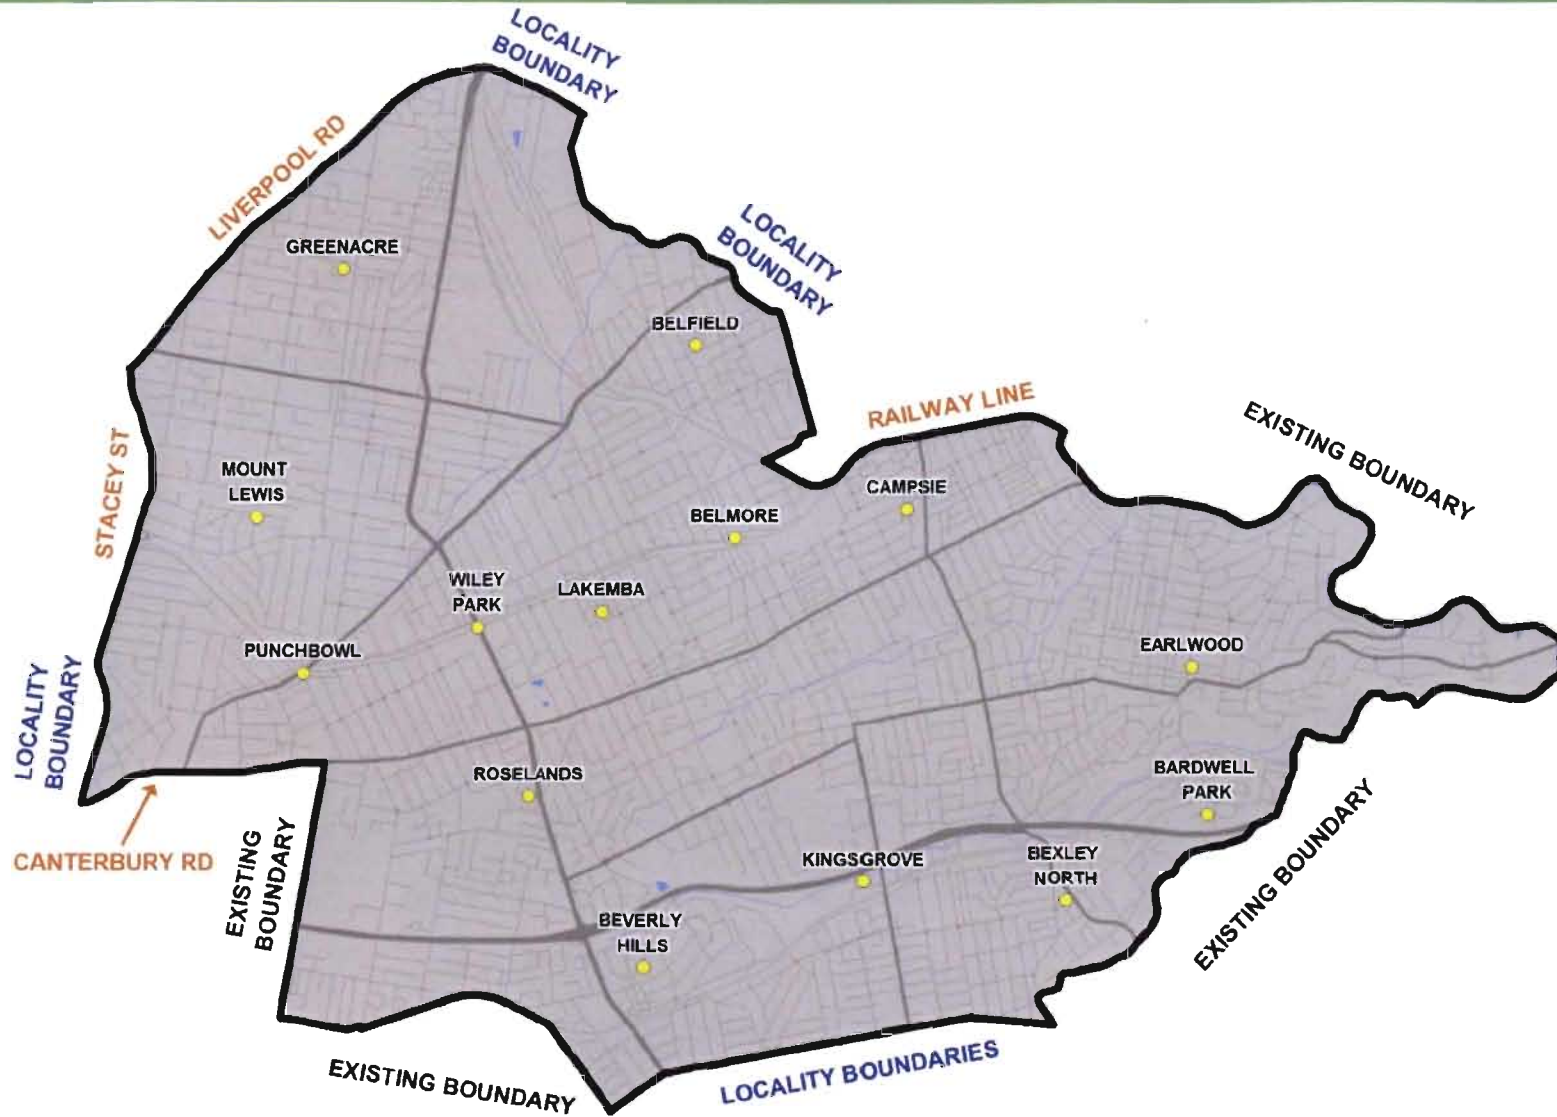 LOCALITY
BOUNDARY
LIVERPOOL RD
GREENACRE
LOCALITY
BOUNDARY
BELFIELD
RAILWAY LINE
EXISTING BOUNDARY
STACEY ST
MOUNT
LEWIS
CAMPSIE
BELMORE
WILEY
PARK
LAKEMBA
PUNCHBOWL
EARLWOOD
LOCALITY
BOUNDARY
ROSELANDS
BARDWELL
PARK
CANTERBURY RD
EXISTING
BOUNDARY
KINGSGROVE
BEXLEY
NORTH
EXISTING BOUNDARY
BEVERLY
HILLS
EXISTING BOUNDARY
LOCALITY BOUNDARIES